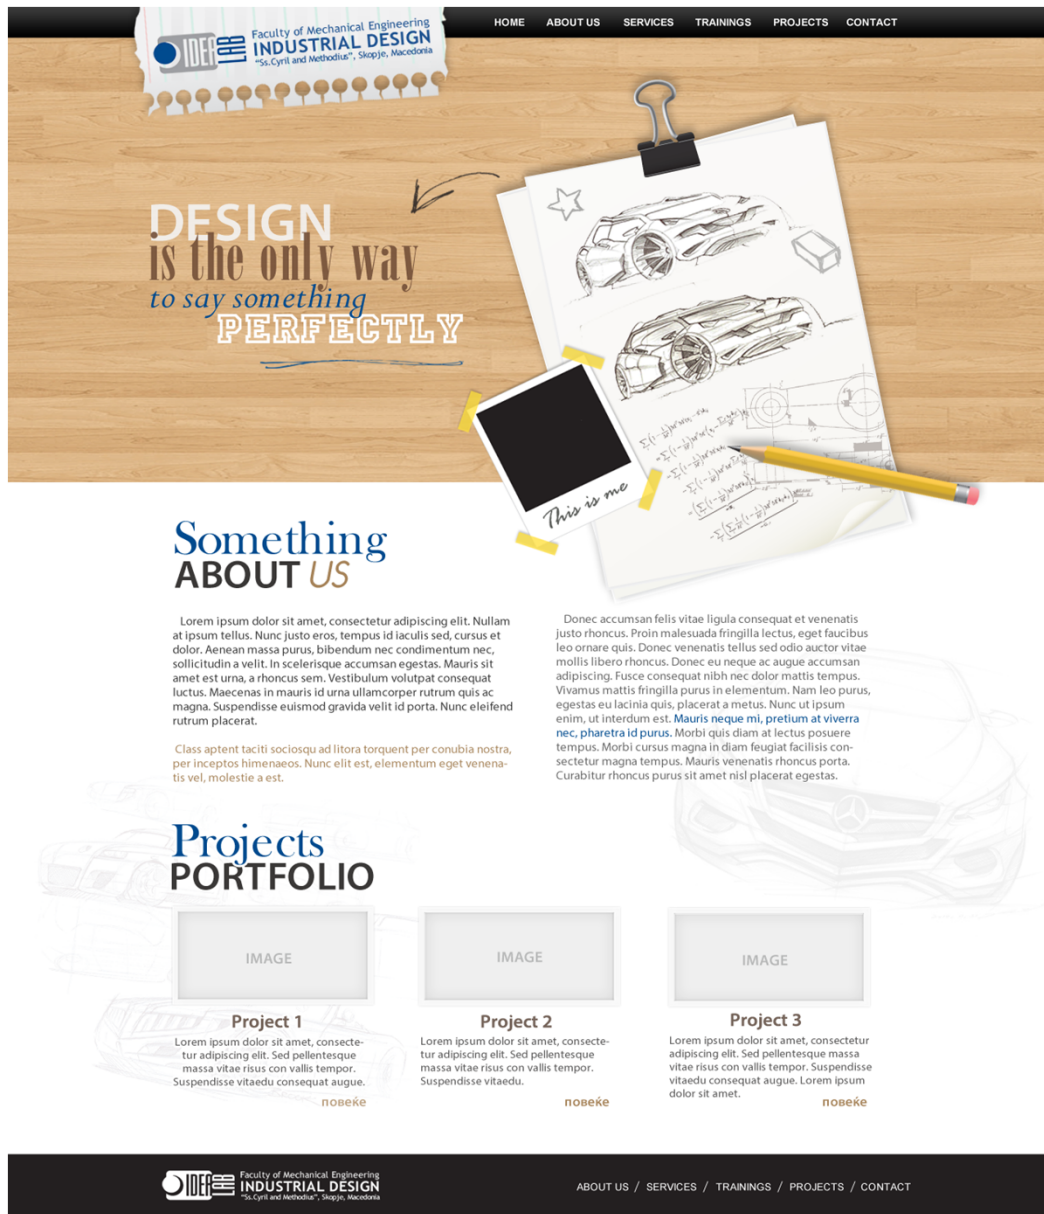 HOME ABOUT US SERVICES TRAININGS PROJECTS CONTACT
IDEA LAB
Faculty of Mechanical Engineering
INDUSTRIAL DESIGN
"Ss.Cyril and Methodius", Skopje, Macedonia
DESIGN
is the only way
to say something
PERFECTLY
This is me
Something
ABOUT US
Lorem ipsum dolor sit amet, consectetur adipiscing elit. Nullam
at ipsum tellus. Nunc justo eros, tempus id iaculis sed, cursus et
dolor. Aenean massa purus, bibendum nec condimentum nec,
sollicitudin a velit. In scelerisque accumsan egestas. Mauris sit
amet est urna, a rhoncus sem. Vestibulum volutpat consequat
luctus. Maecenas in mauris id urna ullamcorper rutrum quis ac
magna. Suspendisse euismod gravida velit id porta. Nunc eleifend
rutrum placerat.
Class aptent taciti sociosqu ad litora torquent per conubia nostra,
per inceptos himenaeos. Nunc elit est, elementum eget venena-
tis vel, molestie a est.
Donec accumsan felis vitae ligula consequat et venenatis
justo rhoncus. Proin malesuada fringilla lectus, eget faucibus
leo ornare quis. Donec venenatis tellus sed odio auctor vitae
mollis libero rhoncus. Donec eu neque ac augue accumsan
adipiscing. Fusce consequat nibh nec dolor mattis tempus.
Vivamus mattis fringilla purus in elementum. Nam leo purus,
egestas eu lacinia quis, placerat a metus. Nunc ut ipsum
enim, ut interdum est. Mauris neque mi, pretium at viverra
nec, pharetra id purus. Morbi quis diam at lectus posuere
tempus. Morbi cursus magna in diam feugiat facilisis con-
sectetur magna tempus. Mauris venenatis rhoncus porta.
Curabitur rhoncus purus sit amet nisl placerat egestas.
Projects
PORTFOLIO
IMAGE
Project 1
Lorem ipsum dolor sit amet, consecte-
tur adipiscing elit. Sed pellentesque
massa vitae risus con vallis tempor.
Suspendisse vitaedu consequat augue.
повеќе
IMAGE
Project 2
Lorem ipsum dolor sit amet, consecte-
tur adipiscing elit. Sed pellentesque
massa vitae risus con vallis tempor.
Suspendisse vitaedu.
повеќе
IMAGE
Project 3
Lorem ipsum dolor sit amet, consectetur
adipiscing elit. Sed pellentesque massa
vitae risus con vallis tempor. Suspendisse
vitaedu consequat augue. Lorem ipsum
dolor sit amet.
повеќе
IDEA LAB
Faculty of Mechanical Engineering
INDUSTRIAL DESIGN
"Ss.Cyril and Methodius", Skopje, Macedonia
ABOUT US / SERVICES / TRAININGS / PROJECTS / CONTACT